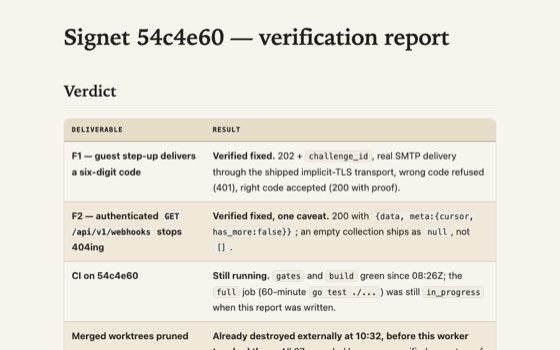 Signet 54c4e60 — verification report
Verdict
DELIVERABLE RESULT
F1 — guest step-up delivers
a six-digit code
Verified fixed. 202 + challenge_id , real SMTP delivery
through the shipped implicit-TLS transport, wrong code refused
(401), right code accepted (200 with proof).
F2 — authenticated GET
/api/v1/webhooks stops
404ing
Verified fixed, one caveat. 200 with {data, meta:{cursor,
has_more:false}} ; an empty collection ships as null , not
[] .
CI on 54c4e60
Still running. gates and build green since 08:26Z; the
full job (60-minute go test ./... ) was still in_progress
when this report was written.
Merged worktrees pruned
Already destroyed externally at 10:32, before this worker